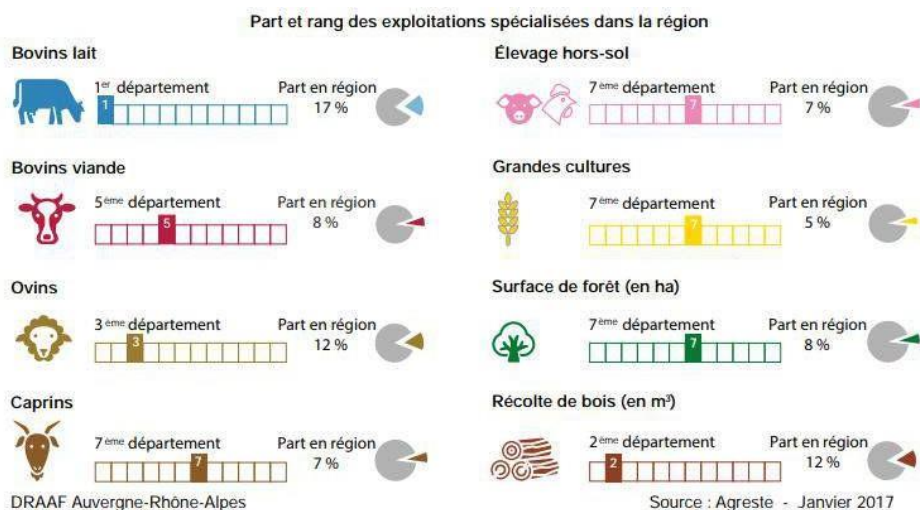 Part et rang des exploitations spécialisées dans la région
Bovins lait
1er département
Part en région
1
17 %
Bovins viande
5ème département
Part en région
5
8 %
Ovins
3ème département
Part en région
3
12 %
Caprins
7ème département
Part en région
7
7 %
Élevage hors-sol
7ème département
Part en région
7
7 %
Grandes cultures
7ème département
Part en région
7
5 %
Surface de forêt (en ha)
7ème département
Part en région
7
8 %
Récolte de bois (en m³)
2ème département
Part en région
2
12 %
DRAAF Auvergne-Rhône-Alpes
Source : Agreste - Janvier 2017